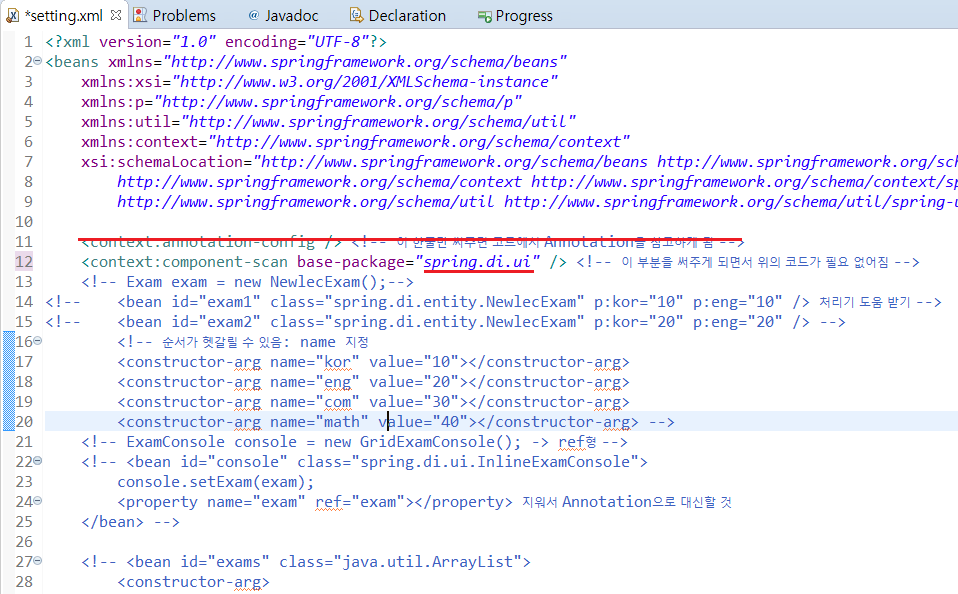 *setting.xml Problems @ Javadoc Declaration Progress
1 <?xml version="1.0" encoding="UTF-8"?>
2 <beans xmlns="http://www.springframework.org/schema/beans"
3 xmlns:xsi="http://www.w3.org/2001/XMLSchema-instance"
4 xmlns:p="http://www.springframework.org/schema/p"
5 xmlns:util="http://www.springframework.org/schema/util"
6 xmlns:context="http://www.springframework.org/schema/context"
7 xsi:schemaLocation="http://www.springframework.org/schema/beans http://www.springframework.org/sch
8 http://www.springframework.org/schema/context http://www.springframework.org/schema/context/sp
9 http://www.springframework.org/schema/util http://www.springframework.org/schema/util/spring-u
10
11 <context:annotation-config /> <!-- 이 한줄만 써주면 코드에서 Annotation을 참고하게 됨 -->
12 <context:component-scan base-package="spring.di.ui" /> <!-- 이 부분을 써주게 되면서 위의 코드가 필요 없어짐 -->
13 <!-- Exam exam = new NewlecExam();-->
14 <!-- <bean id="exam1" class="spring.di.entity.NewlecExam" p:kor="10" p:eng="10" /> 처리기 도움 받기 -->
15 <!-- <bean id="exam2" class="spring.di.entity.NewlecExam" p:kor="20" p:eng="20" /> -->
16 <!-- 순서가 헷갈릴 수 있음: name 지정
17 <constructor-arg name="kor" value="10"></constructor-arg>
18 <constructor-arg name="eng" value="20"></constructor-arg>
19 <constructor-arg name="com" value="30"></constructor-arg>
20 <constructor-arg name="math" value="40"></constructor-arg> -->
21 <!-- ExamConsole console = new GridExamConsole(); -> ref형 -->
22 <!-- <bean id="console" class="spring.di.ui.InlineExamConsole">
23 console.setExam(exam);
24 <property name="exam" ref="exam"></property> 지워서 Annotation으로 대신할 것
25 </bean> -->
26
27 <!-- <bean id="exams" class="java.util.ArrayList">
28 <constructor-arg>